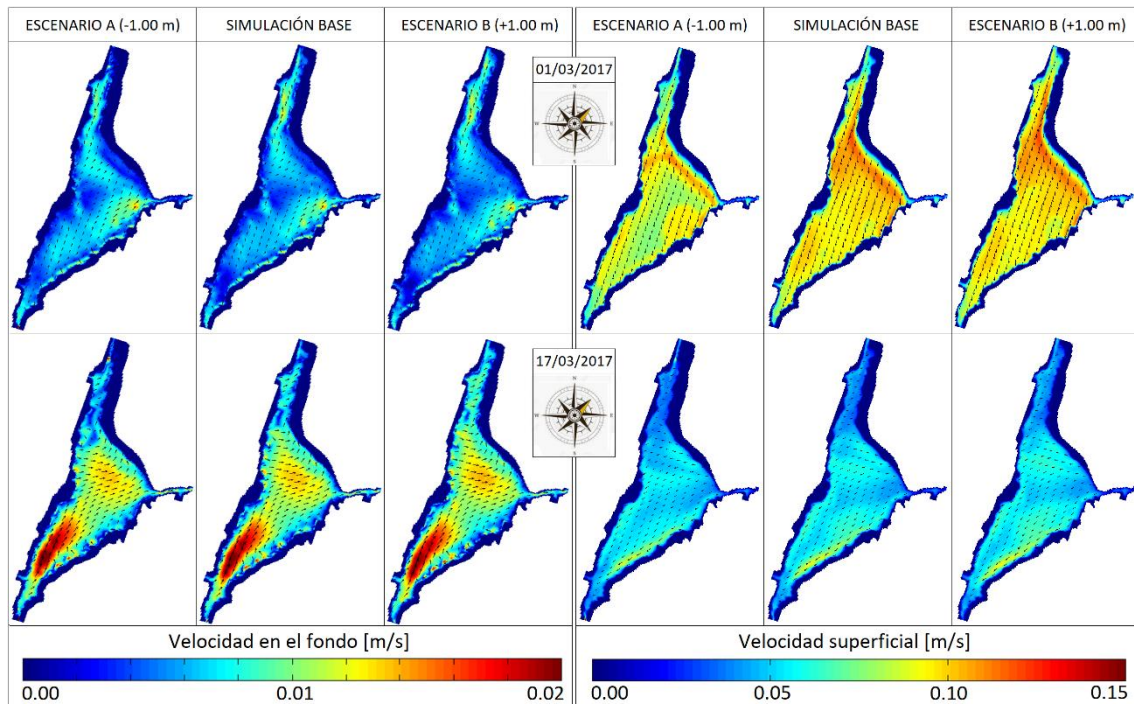 ESCENARIO A (-1.00 m) SIMULACIÓN BASE ESCENARIO B (+1.00 m) ESCENARIO A (-1.00 m) SIMULACIÓN BASE ESCENARIO B (+1.00 m)
01/03/2017
17/03/2017
Velocidad en el fondo [m/s] Velocidad superficial [m/s]
0.00 0.01 0.02 0.00 0.05 0.10 0.15